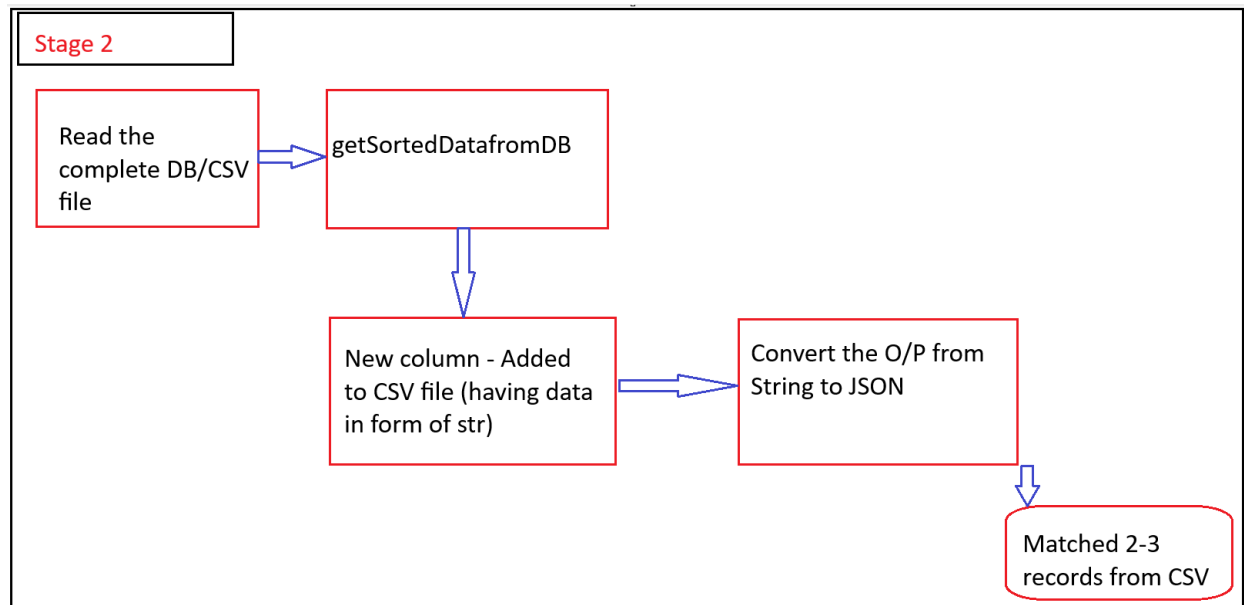 Stage 2
Read the
complete DB/CSV
file
getSortedDatafromDB
New column - Added
to CSV file (having data
in form of str)
Convert the O/P from
String to JSON
Matched 2-3
records from CSV